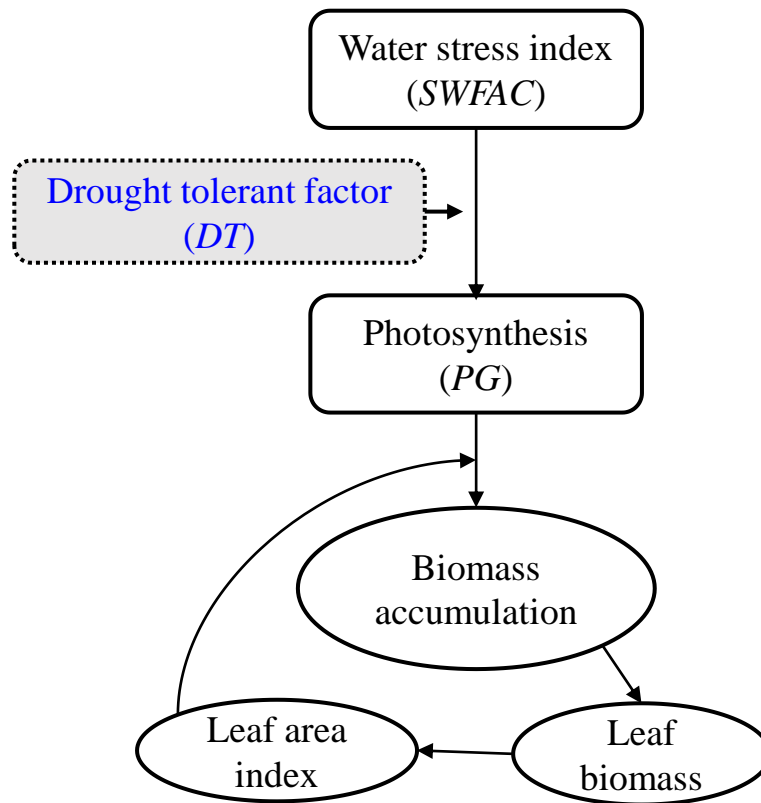 Water stress index
(SWFAC)
Drought tolerant factor
(DT)
Photosynthesis
(PG)
Biomass
accumulation
Leaf area
index
Leaf
biomass